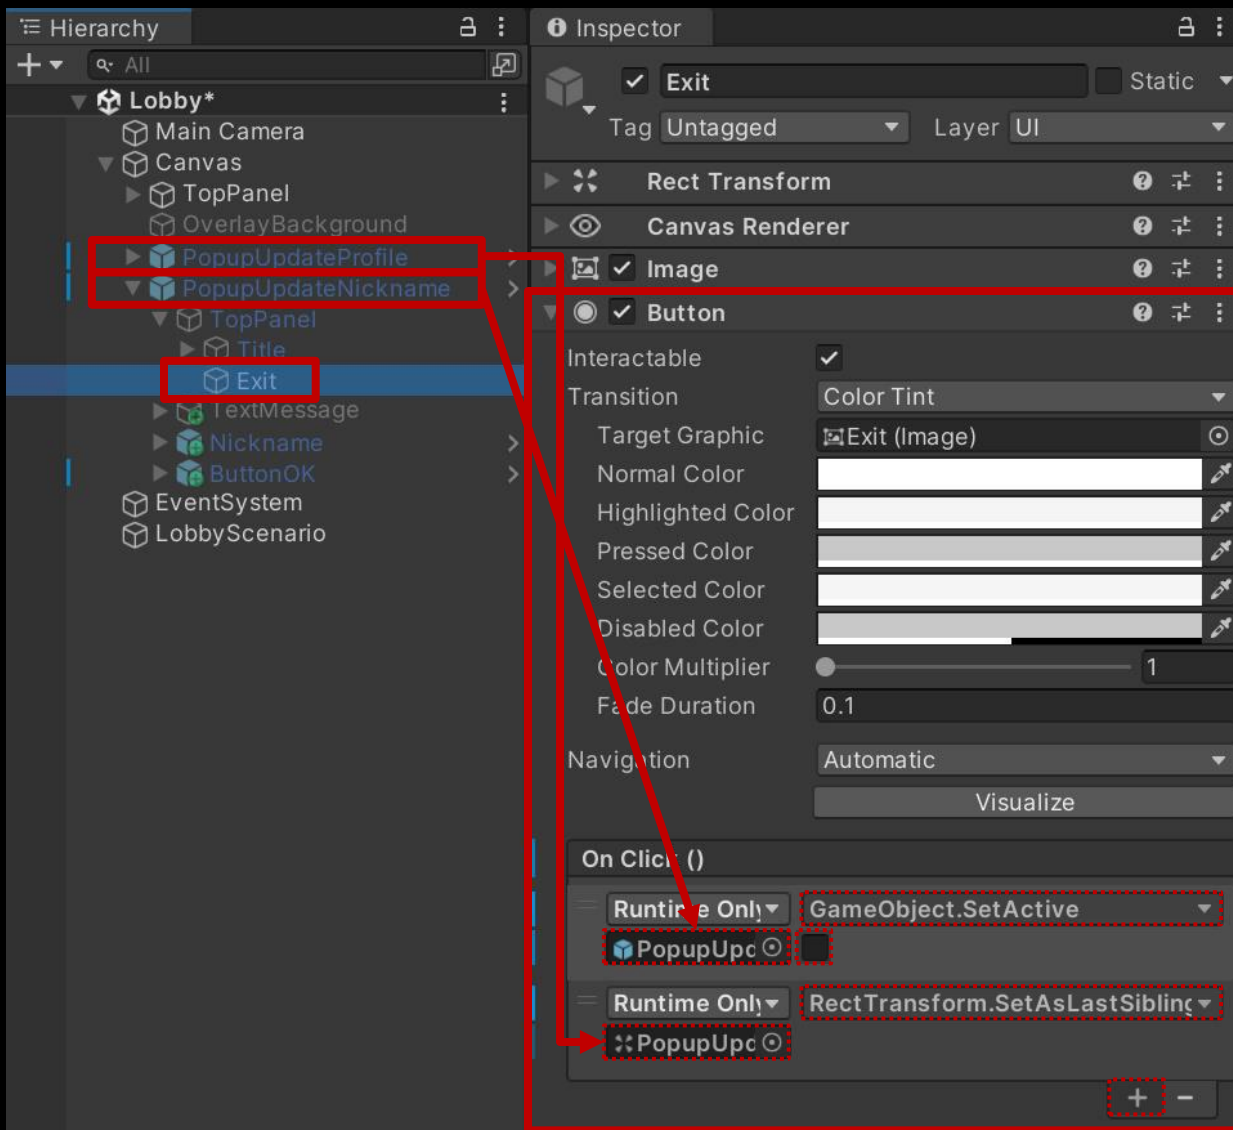 Hierarchy
All
Lobby*
Main Camera
Canvas
TopPanel
OverlayBackground
PopupUpdateProfile
PopupUpdateNickname
TopPanel
Title
Exit
TextMessage
Nickname
ButtonOK
EventSystem
LobbyScenario
Inspector
Exit
Static
Tag Untagged Layer UI
Rect Transform
Canvas Renderer
Image
Button
Interactable
Transition Color Tint
Target Graphic Exit (Image)
Normal Color
Highlighted Color
Pressed Color
Selected Color
Disabled Color
Color Multiplier 1
Fade Duration 0.1
Navigation Automatic
Visualize
On Click ()
Runtime Only GameObject.SetActive
PopupUpd
Runtime Only RectTransform.SetAsLastSibling
PopupUpd